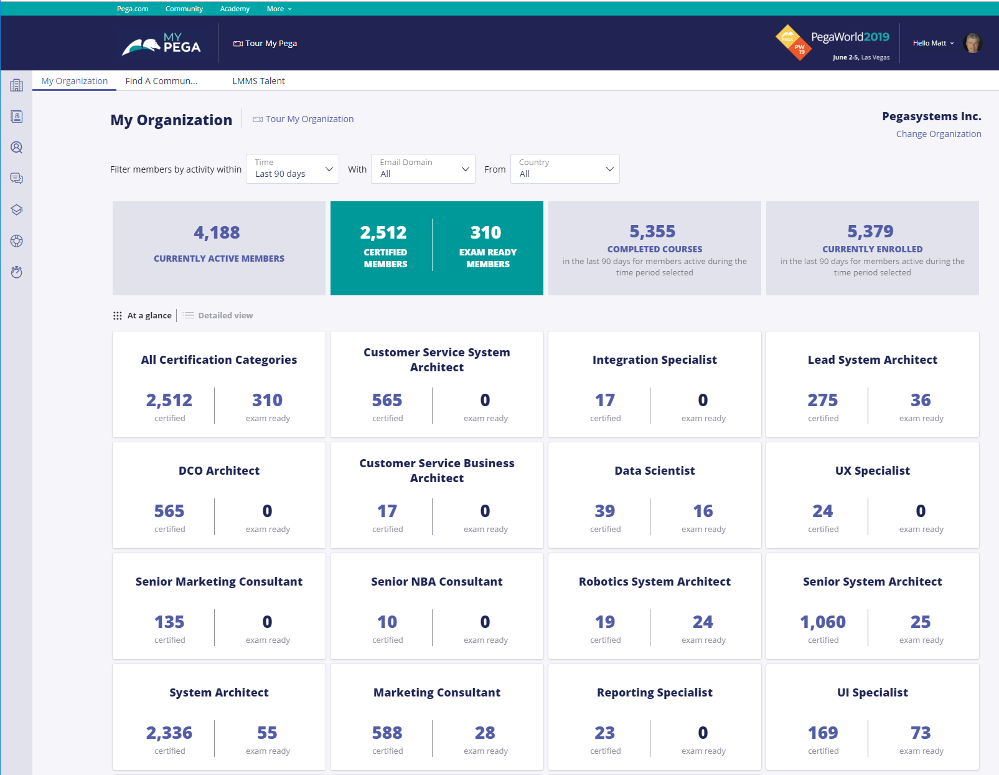 Pega.com Community Academy More
MY
PEGA
Tour My Pega
PEGA
PW
19
PegaWorld2019
June 2-5, Las Vegas
Hello Matt
My Organization Find A Commun... LMMS Talent
My Organization
Tour My Organization
Pegasystems Inc.
Change Organization
Filter members by activity within
Time
Last 90 days
With
Email Domain
All
From
Country
All
4,188
CURRENTLY ACTIVE MEMBERS
2,512
CERTIFIED
MEMBERS
310
EXAM READY
MEMBERS
5,355
COMPLETED COURSES
in the last 90 days for members active during the
time period selected
5,379
CURRENTLY ENROLLED
in the last 90 days for members active during the
time period selected
At a glance
Detailed view
All Certification Categories
2,512 310
certified exam ready
Customer Service System
Architect
565 0
certified exam ready
Integration Specialist
17 0
certified exam ready
Lead System Architect
275 36
certified exam ready
DCO Architect
565 0
certified exam ready
Customer Service Business
Architect
17 0
certified exam ready
Data Scientist
39 16
certified exam ready
UX Specialist
24 0
certified exam ready
Senior Marketing Consultant
135 0
certified exam ready
Senior NBA Consultant
10 0
certified exam ready
Robotics System Architect
19 24
certified exam ready
Senior System Architect
1,060 25
certified exam ready
System Architect
2,336 55
certified exam ready
Marketing Consultant
588 28
certified exam ready
Reporting Specialist
23 0
certified exam ready
UI Specialist
169 73
certified exam ready